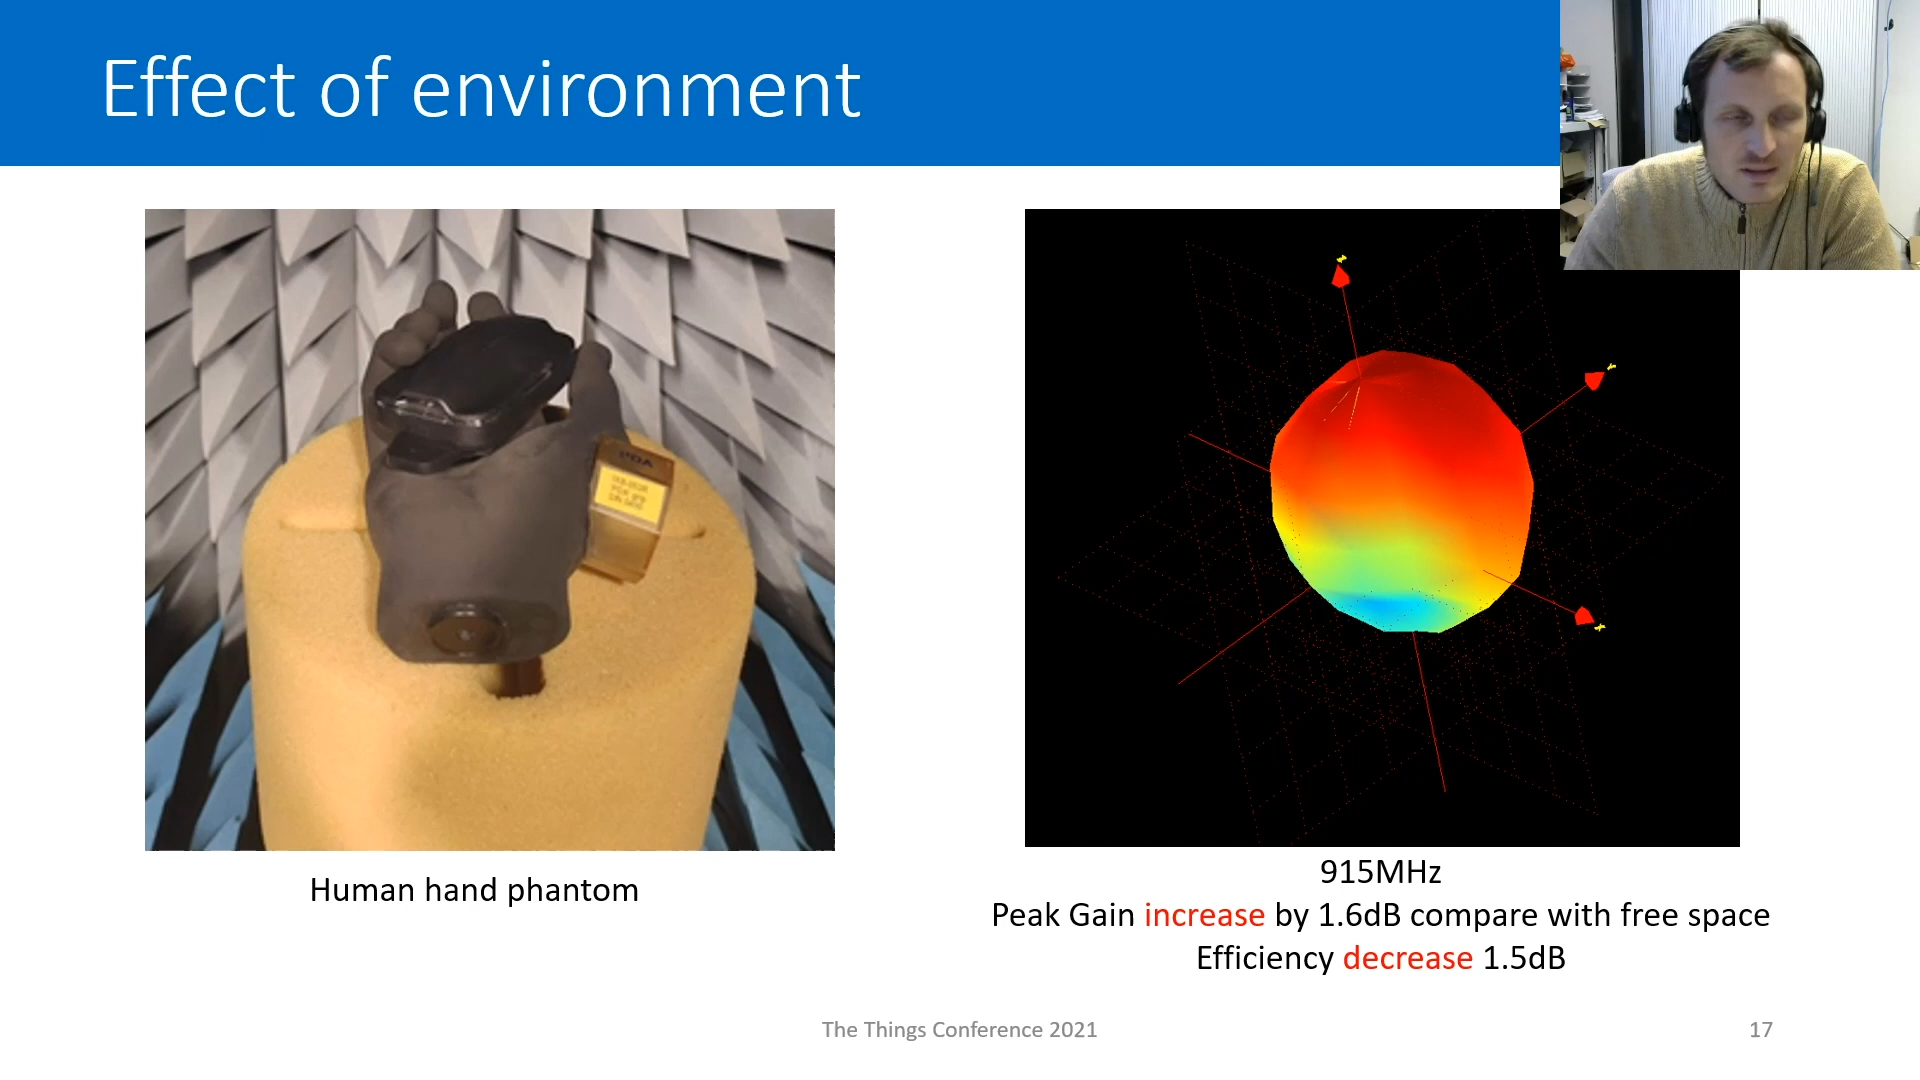 Effect of environment
PDA
Human hand phantom
915MHz
Peak Gain increase by 1.6dB compare with free space
Efficiency decrease 1.5dB
The Things Conference 2021
17